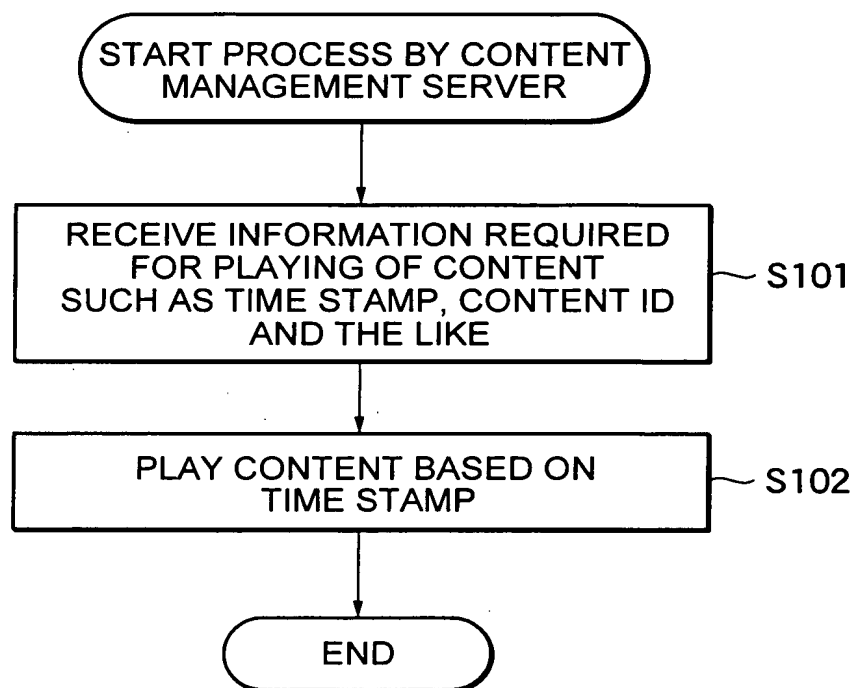 START PROCESS BY CONTENT
MANAGEMENT SERVER
RECEIVE INFORMATION REQUIRED
FOR PLAYING OF CONTENT
SUCH AS TIME STAMP, CONTENT ID
AND THE LIKE
S101
PLAY CONTENT BASED ON
TIME STAMP
S102
END